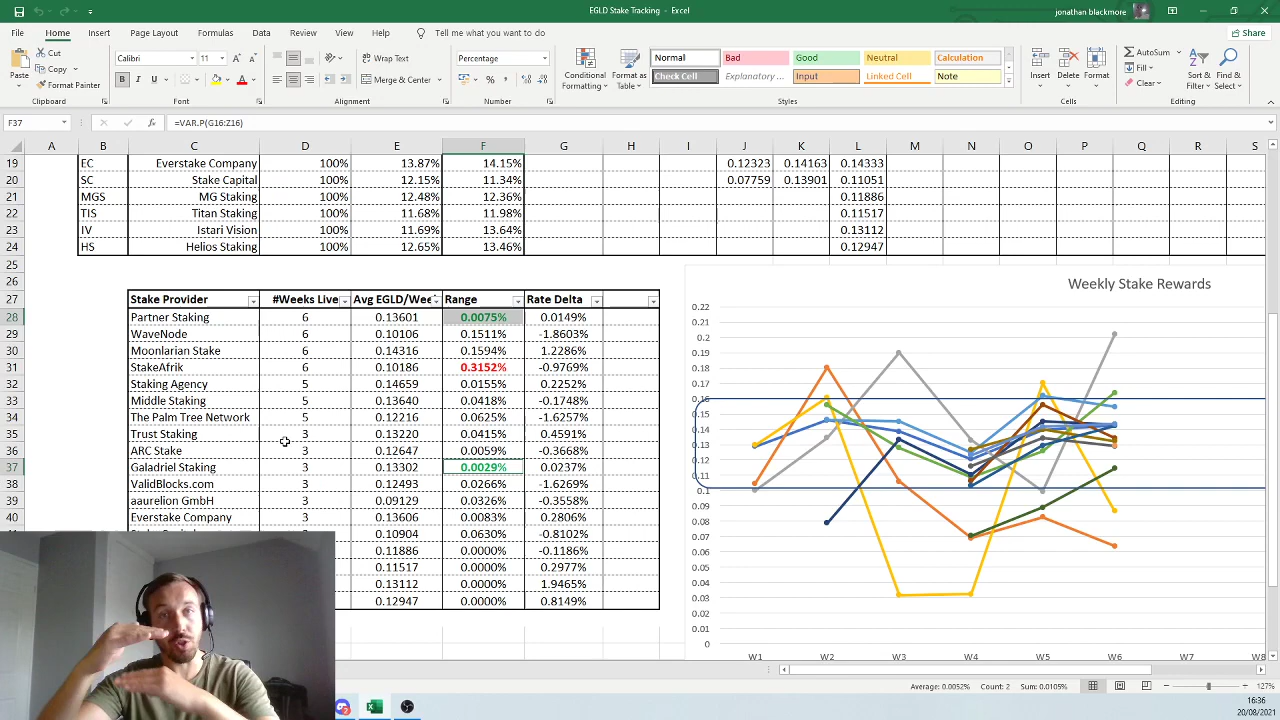 EGLD Stake Tracking - Excel
jonathan blackmore
File Home Insert Page Layout Formulas Data Review View Help Tell me what you want to do Share
Paste Cut Copy Format Painter
Calibri 11
Wrap Text
Merge & Center
Percentage
Conditional Formatting Format as Table
Normal Bad Good Neutral Calculation
Check Cell Explanatory ... Input Linked Cell Note
Insert Delete Format
AutoSum Fill Clear
Sort & Filter Find & Select
Clipboard Font Alignment Number Styles Cells Editing
F37 =VAR.P(G16:Z16)
A B C D E F G H I J K L M N O P Q R S
19 EC Everstake Company 100% 13.87% 14.15% 0.12323 0.14163 0.14333
20 SC Stake Capital 100% 12.15% 11.34% 0.07759 0.13901 0.11051
21 MGS MG Staking 100% 12.48% 12.36% 0.11886
22 TIS Titan Staking 100% 11.68% 11.98% 0.11517
23 IV Istari Vision 100% 11.69% 13.64% 0.13112
24 HS Helios Staking 100% 12.65% 13.46% 0.12947
25
26
27 Stake Provider #Weeks Live Avg EGLD/Wee Range Rate Delta
28 Partner Staking 6 0.13601 0.0075% 0.0149%
29 WaveNode 6 0.10106 0.1511% -1.8603%
30 Moonlarian Stake 6 0.14316 0.1594% 1.2286%
31 StakeAfrik 6 0.10186 0.3152% -0.9769%
32 Staking Agency 5 0.14659 0.0155% 0.2252%
33 Middle Staking 5 0.13640 0.0418% -0.1748%
34 The Palm Tree Network 5 0.12217 0.0625% -1.6257%
35 Trust Staking 3 0.13220 0.0415% 0.4591%
36 ARC Stake 3 0.12647 0.0059% -0.3668%
37 Galadriel Staking 3 0.13302 0.0029% 0.0237%
38 ValidBlocks.com 3 0.12493 0.0266% -1.6269%
39 aaurelion GmbH 3 0.09129 0.0326% -0.3558%
40 Everstake Company 3 0.13606 0.0083% 0.2806%
0.10904 0.0630% -0.8102%
0.11886 0.0000% -0.1186%
0.11517 0.0000% 0.2977%
0.13112 0.0000% 1.9465%
0.12947 0.0000% 0.8149%
Weekly Stake Rewards
0.22
0.21
0.2
0.19
0.18
0.17
0.16
0.15
0.14
0.13
0.12
0.11
0.1
0.09
0.08
0.07
0.06
0.05
0.04
0.03
0.02
0.01
0
W1 W2 W3 W4 W5 W6 W7 W8
Average: 0.0052% Count: 2 Sum: 0.0105% 127%
16:36
20/08/2021